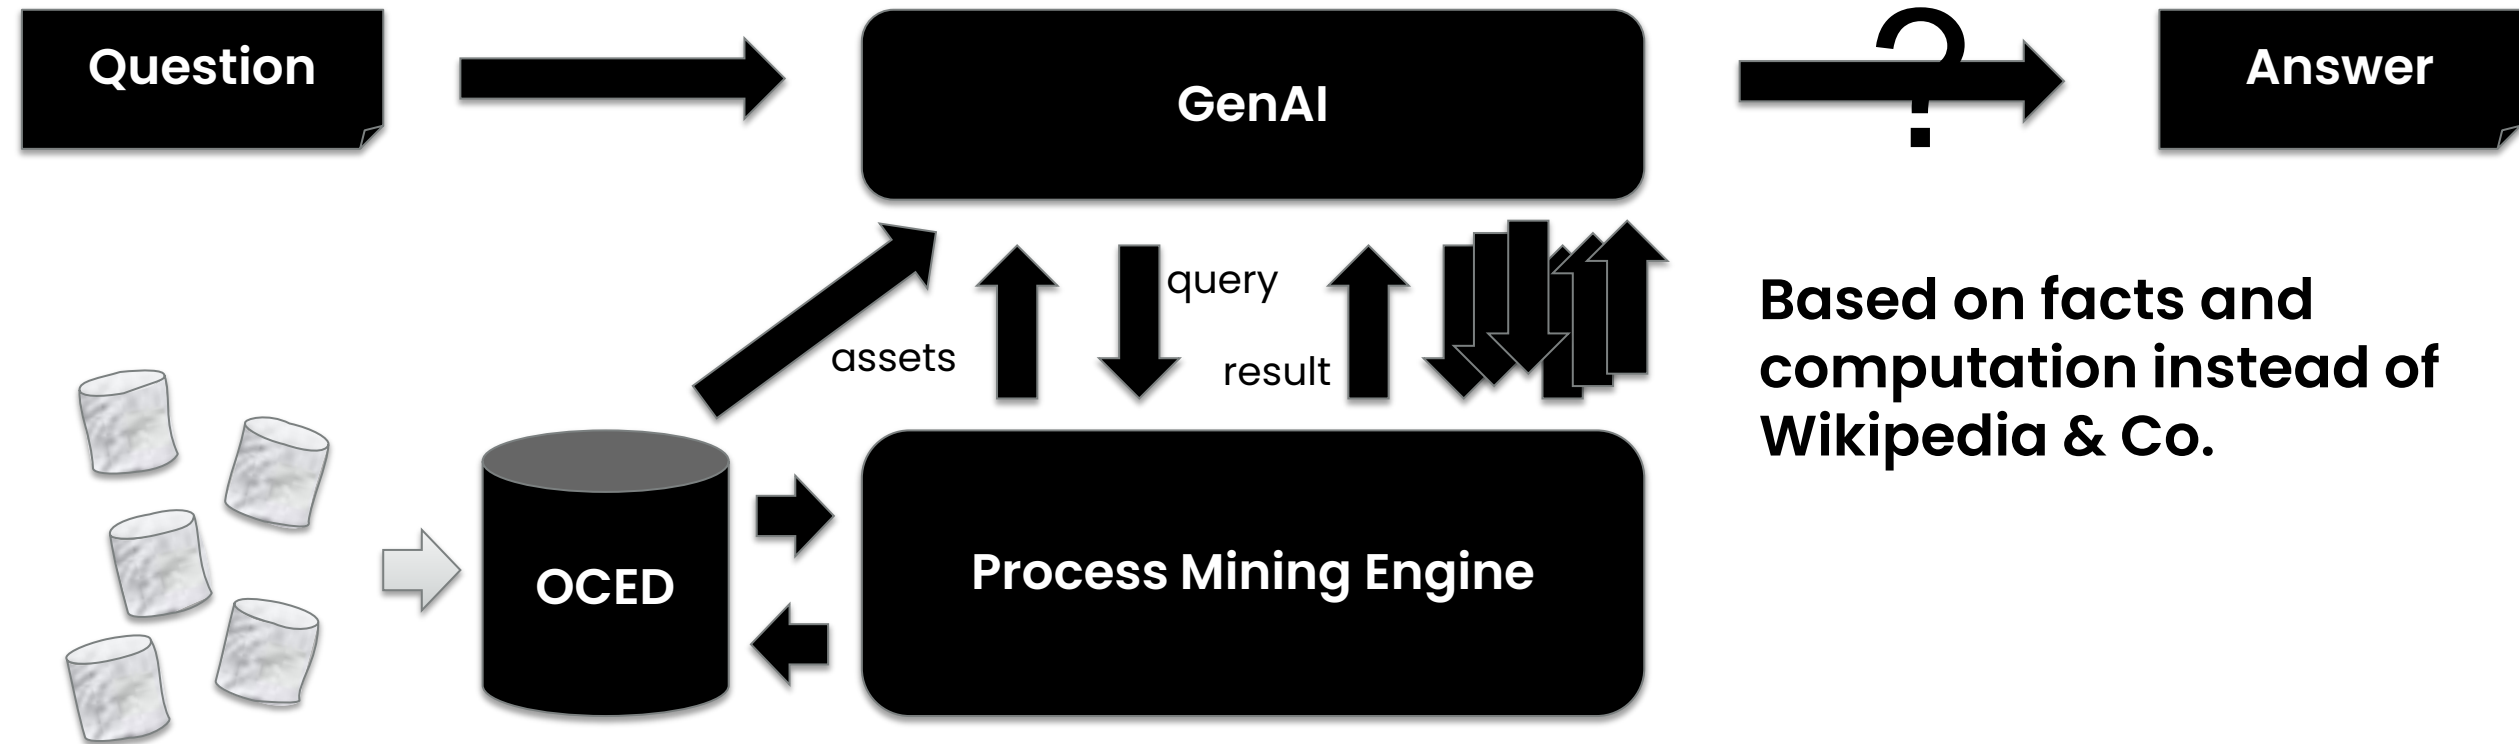 Question
GenAI
?
Answer
query
assets
result
Based on facts and
computation instead of
Wikipedia & Co.
OCED
Process Mining Engine